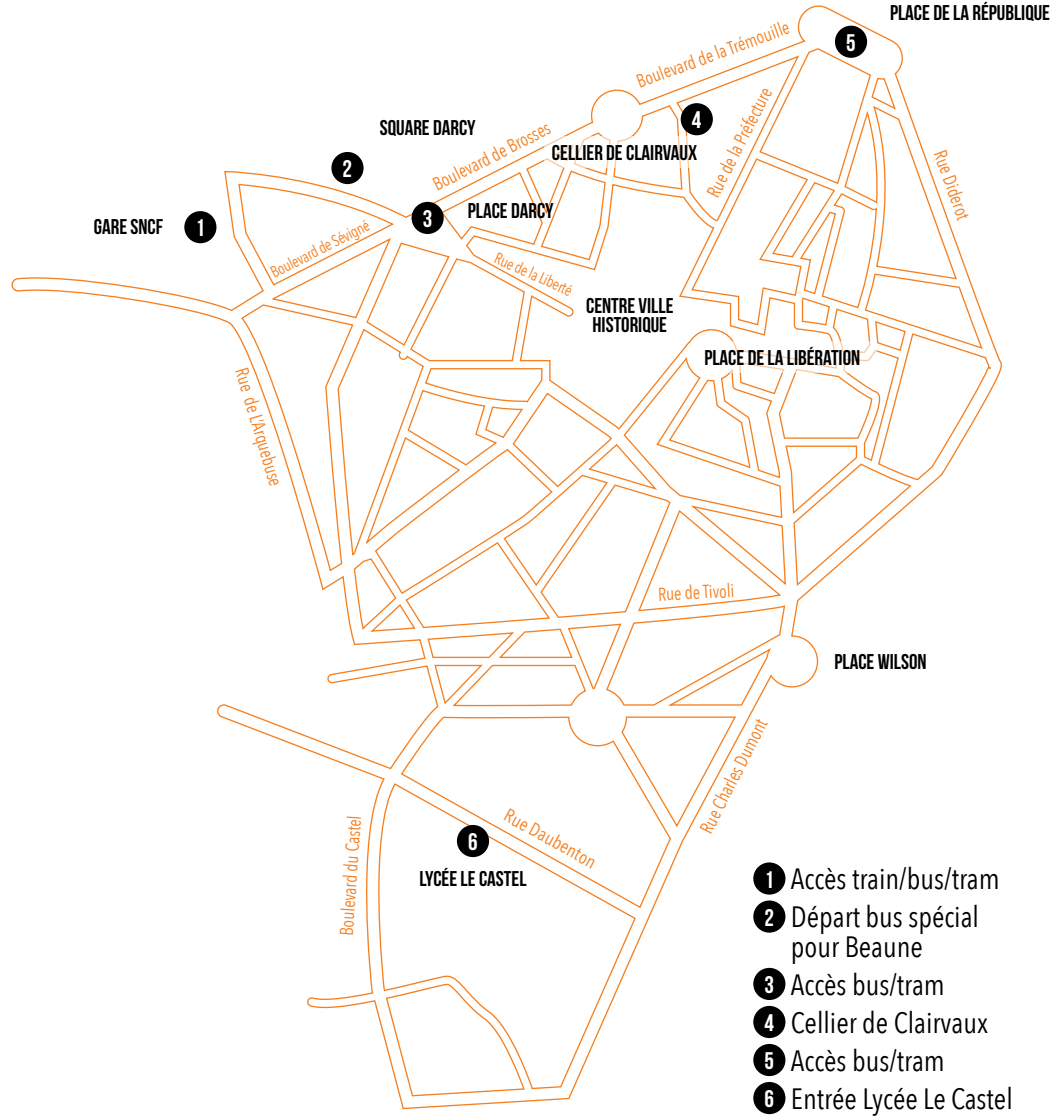 PLACE DE LA RÉPUBLIQUE
5
Boulevard de la Trémouille
4
SQUARE DARCY
2
Boulevard de Brosses
CELLIER DE CLAIRVAUX
Rue de la Préfecture
Rue Diderot
GARE SNCF
1
3
PLACE DARCY
Boulevard de Sévigné
Rue de la Liberté
CENTRE VILLE
HISTORIQUE
PLACE DE LA LIBÉRATION
Rue de L'Arquebuse
Rue de Tivoli
PLACE WILSON
Rue Charles Dumont
Rue Daubenton
6
LYCÉE LE CASTEL
Boulevard du Castel
1 Accès train/bus/tram
2 Départ bus spécial
pour Beaune
3 Accès bus/tram
4 Cellier de Clairvaux
5 Accès bus/tram
6 Entrée Lycée Le Castel